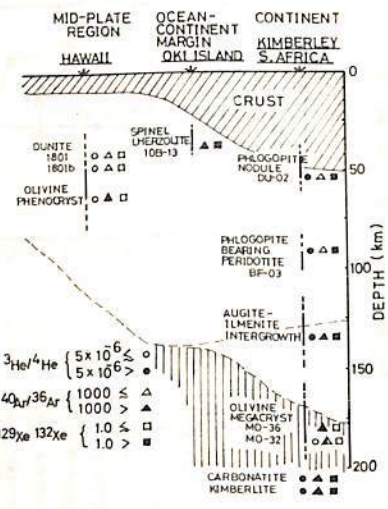 MID-PLATE
REGION
HAWAII
OCEAN-
CONTINENT
MARGIN
OKI ISLAND
CONTINENT
KIMBERLEY
S. AFRICA
0
CRUST
DUNITE
1801
1801b
SPINEL
LHERZOLITE
10B-13
PHLOGOPITE
NODULE
DU-02
50
OLIVINE
PHENOCRYST
PHLOGOPITE
BEARING
PERIDOTITE
BF-03
100
DEPTH (km)
AUGITE-
ILMENITE
INTERGROWTH
³He/⁴He { 5 x 10⁻⁶ ≤ ○
5 x 10⁻⁶ > ●
40Ar/36Ar { 1000 ≤ △
1000 > ▲
129Xe 132Xe { 1.0 ≤ □
1.0 > ■
150
OLIVINE
MEGACRYST
MO-36
MO-32
200
CARBONATITE
KIMBERLITE